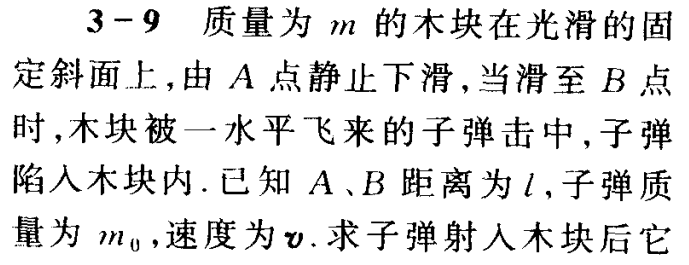 3-9 质量为 m 的木块在光滑的固
定斜面上,由 A 点静止下滑,当滑至 B 点
时,木块被一水平飞来的子弹击中,子弹
陷入木块内.已知 A、B 距离为 l,子弹质
量为 m₀,速度为 v.求子弹射入木块后它